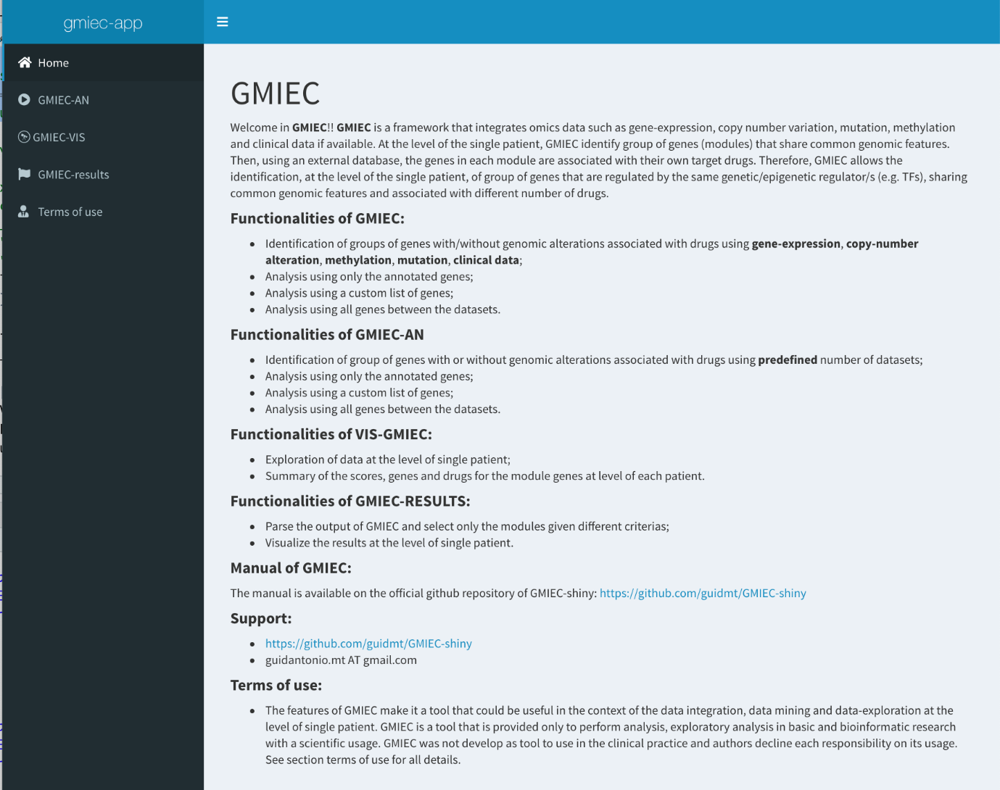 gmiec-app
Home
GMIEC-AN
GMIEC-VIS
GMIEC-results
Terms of use
GMIEC
Welcome in GMIEC!! GMIEC is a framework that integrates omics data such as gene-expression, copy number variation, mutation, methylation
and clinical data if available. At the level of the single patient, GMIEC identify group of genes (modules) that share common genomic features.
Then, using an external database, the genes in each module are associated with their own target drugs. Therefore, GMIEC allows the
identification, at the level of the single patient, of group of genes that are regulated by the same genetic/epigenetic regulator/s (e.g. TFs), sharing
common genomic features and associated with different number of drugs.
Functionalities of GMIEC:
• Identification of groups of genes with/without genomic alterations associated with drugs using gene-expression, copy-number
alteration, methylation, mutation, clinical data;
• Analysis using only the annotated genes;
• Analysis using a custom list of genes;
• Analysis using all genes between the datasets.
Functionalities of GMIEC-AN
• Identification of group of genes with or without genomic alterations associated with drugs using predefined number of datasets;
• Analysis using only the annotated genes;
• Analysis using a custom list of genes;
• Analysis using all genes between the datasets.
Functionalities of VIS-GMIEC:
• Exploration of data at the level of single patient;
• Summary of the scores, genes and drugs for the module genes at level of each patient.
Functionalities of GMIEC-RESULTS:
• Parse the output of GMIEC and select only the modules given different criterias;
• Visualize the results at the level of single patient.
Manual of GMIEC:
The manual is available on the official github repository of GMIEC-shiny: https://github.com/guidmt/GMIEC-shiny
Support:
• https://github.com/guidmt/GMIEC-shiny
• guidantonio.mt AT gmail.com
Terms of use:
• The features of GMIEC make it a tool that could be useful in the context of the data integration, data mining and data-exploration at the
level of single patient. GMIEC is a tool that is provided only to perform analysis, exploratory analysis in basic and bioinformatic research
with a scientific usage. GMIEC was not develop as tool to use in the clinical practice and authors decline each responsibility on its usage.
See section terms of use for all details.